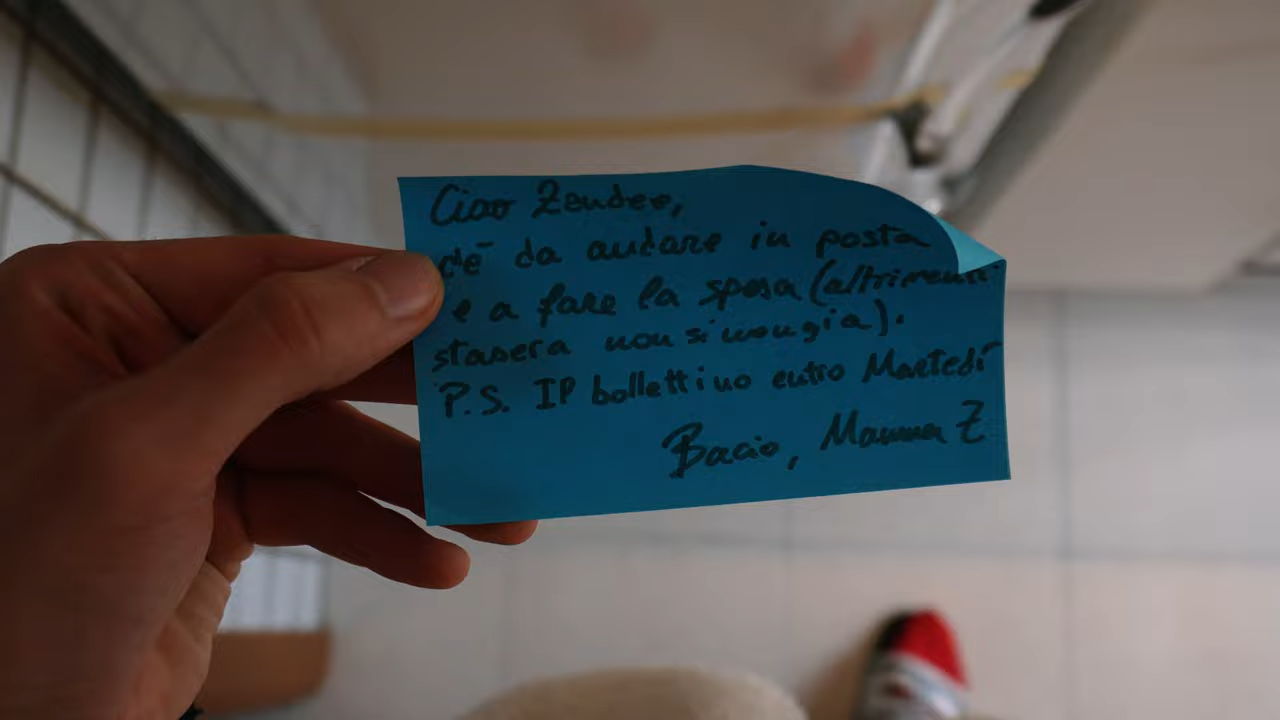 Ciao Zendeo,
c'è da andare in posta
e a fare la spesa (altrimenti
stasera non si mangia).
P.S. IP bollettino entro Martedì
Bacio, Mamma Z